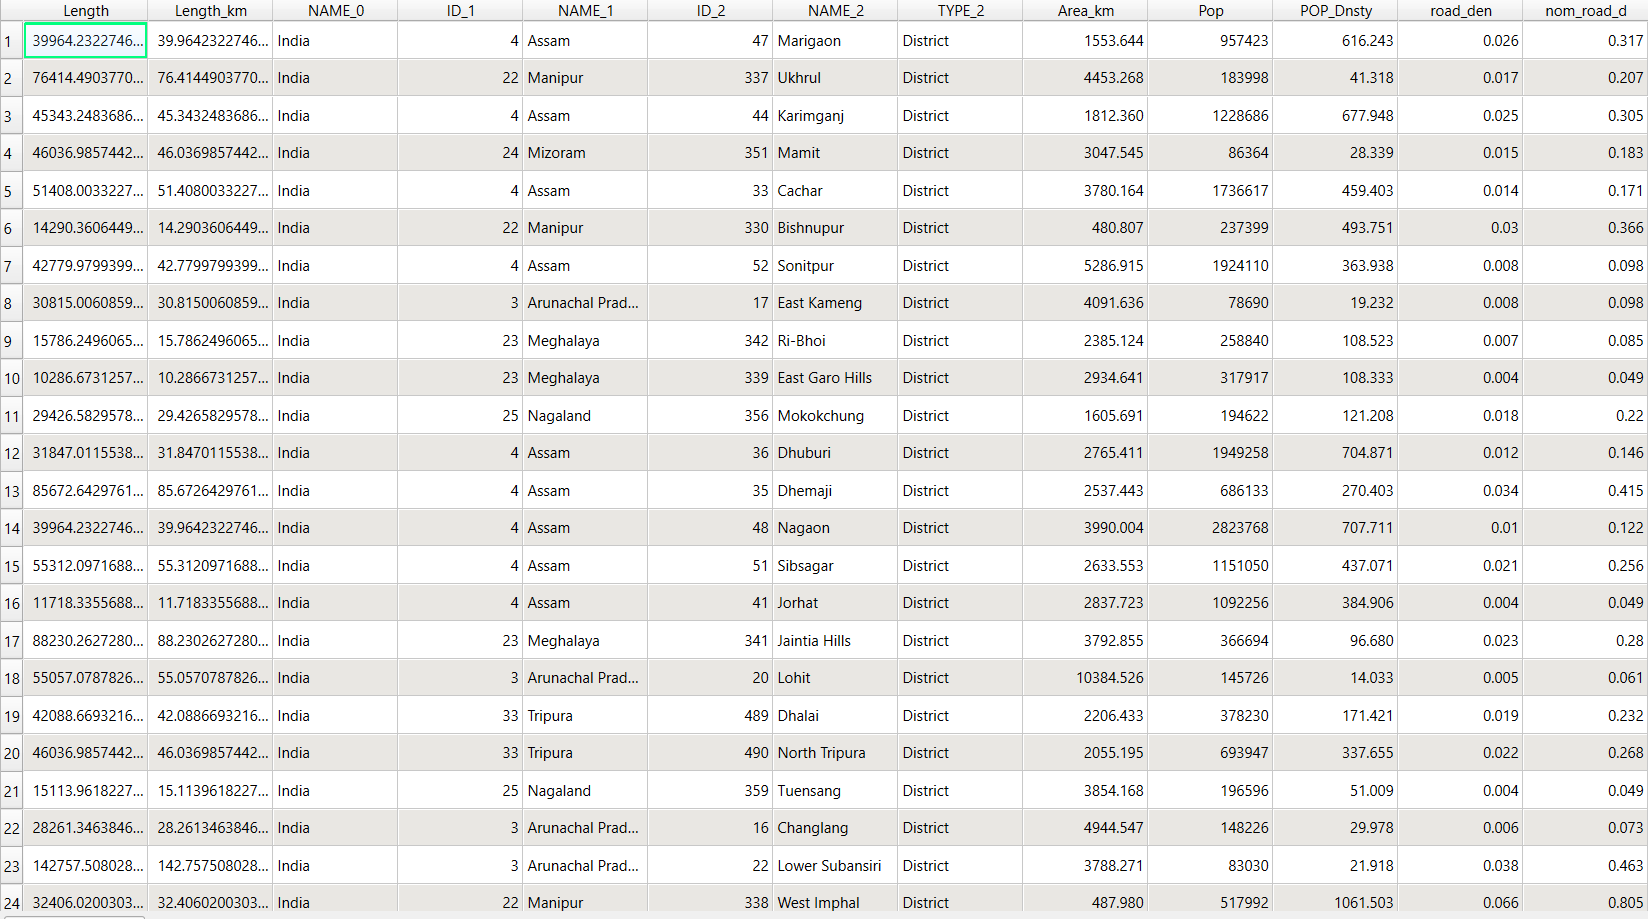 Length Length_km NAME_0 ID_1 NAME_1 ID_2 NAME_2 TYPE_2 Area_km Pop POP_Dnsty road_den nom_road_d
1 39964.2322746... 39.9642322746... India 4 Assam 47 Marigaon District 1553.644 957423 616.243 0.026 0.317
2 76414.4903770... 76.4144903770... India 22 Manipur 337 Ukhrul District 4453.268 183998 41.318 0.017 0.207
3 45343.2483686... 45.3432483686... India 4 Assam 44 Karimganj District 1812.360 1228686 677.948 0.025 0.305
4 46036.9857442... 46.0369857442... India 24 Mizoram 351 Mamit District 3047.545 86364 28.339 0.015 0.183
5 51408.0033227... 51.4080033227... India 4 Assam 33 Cachar District 3780.164 1736617 459.403 0.014 0.171
6 14290.3606449... 14.2903606449... India 22 Manipur 330 Bishnupur District 480.807 237399 493.751 0.03 0.366
7 42779.9799399... 42.7799799399... India 4 Assam 52 Sonitpur District 5286.915 1924110 363.938 0.008 0.098
8 30815.0060859... 30.8150060859... India 3 Arunachal Prad... 17 East Kameng District 4091.636 78690 19.232 0.008 0.098
9 15786.2496065... 15.7862496065... India 23 Meghalaya 342 Ri-Bhoi District 2385.124 258840 108.523 0.007 0.085
10 10286.6731257... 10.2866731257... India 23 Meghalaya 339 East Garo Hills District 2934.641 317917 108.333 0.004 0.049
11 29426.5829578... 29.4265829578... India 25 Nagaland 356 Mokokchung District 1605.691 194622 121.208 0.018 0.22
12 31847.0115538... 31.8470115538... India 4 Assam 36 Dhuburi District 2765.411 1949258 704.871 0.012 0.146
13 85672.6429761... 85.6726429761... India 4 Assam 35 Dhemaji District 2537.443 686133 270.403 0.034 0.415
14 39964.2322746... 39.9642322746... India 4 Assam 48 Nagaon District 3990.004 2823768 707.711 0.01 0.122
15 55312.0971688... 55.3120971688... India 4 Assam 51 Sibsagar District 2633.553 1151050 437.071 0.021 0.256
16 11718.3355688... 11.7183355688... India 4 Assam 41 Jorhat District 2837.723 1092256 384.906 0.004 0.049
17 88230.2627280... 88.2302627280... India 23 Meghalaya 341 Jaintia Hills District 3792.855 366694 96.680 0.023 0.28
18 55057.0787826... 55.0570787826... India 3 Arunachal Prad... 20 Lohit District 10384.526 145726 14.033 0.005 0.061
19 42088.6693216... 42.0886693216... India 33 Tripura 489 Dhalai District 2206.433 378230 171.421 0.019 0.232
20 46036.9857442... 46.0369857442... India 33 Tripura 490 North Tripura District 2055.195 693947 337.655 0.022 0.268
21 15113.9618227... 15.1139618227... India 25 Nagaland 359 Tuensang District 3854.168 196596 51.009 0.004 0.049
22 28261.3463846... 28.2613463846... India 3 Arunachal Prad... 16 Changlang District 4944.547 148226 29.978 0.006 0.073
23 142757.508028... 142.757508028... India 3 Arunachal Prad... 22 Lower Subansiri District 3788.271 83030 21.918 0.038 0.463
24 32406.0200303... 32.4060200303... India 22 Manipur 338 West Imphal District 487.980 517992 1061.503 0.066 0.805